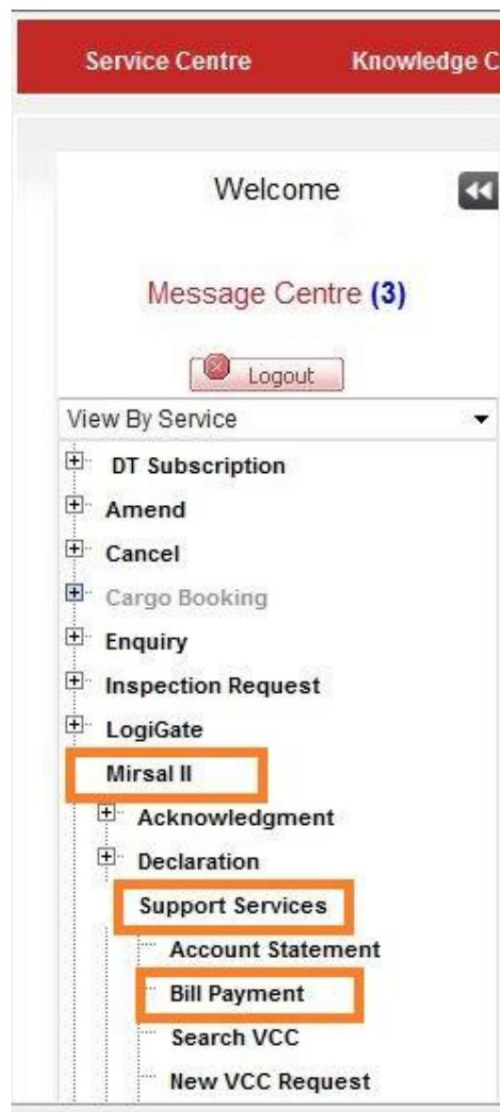 Service Centre Knowledge C
Welcome
Message Centre (3)
Logout
View By Service
DT Subscription
Amend
Cancel
Cargo Booking
Enquiry
Inspection Request
LogiGate
Mirsal II
Acknowledgment
Declaration
Support Services
Account Statement
Bill Payment
Search VCC
New VCC Request